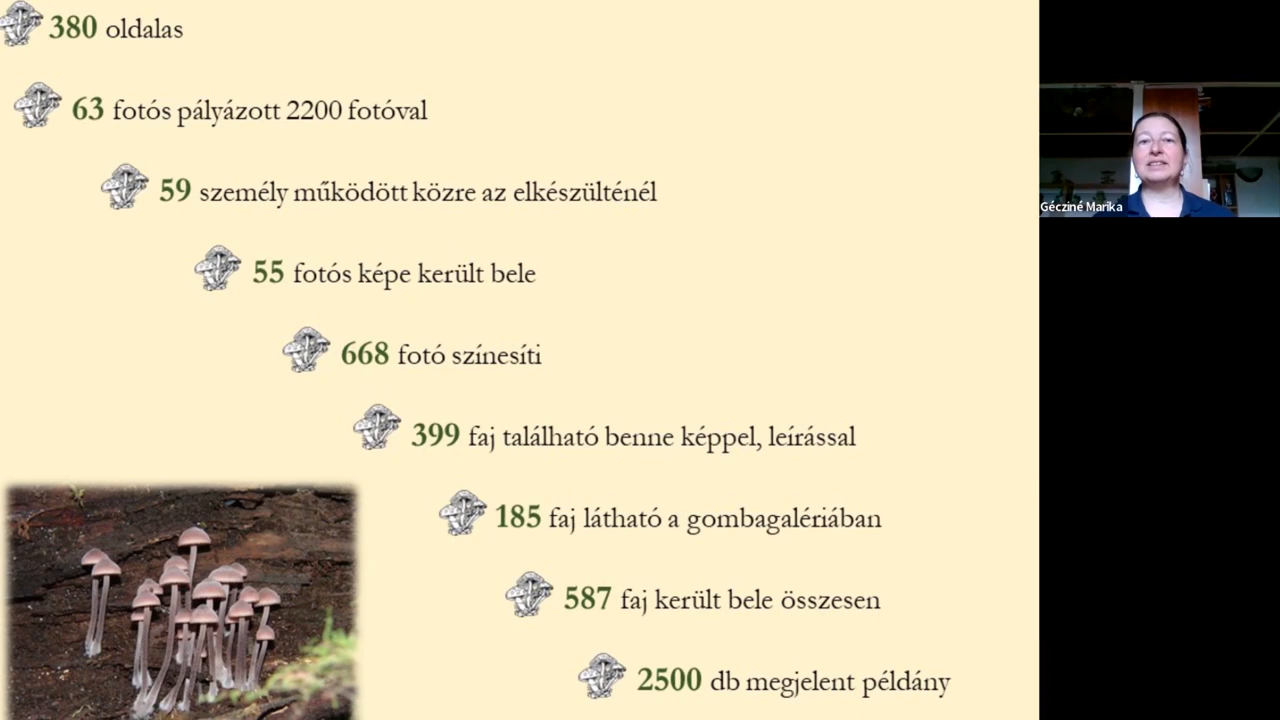 380 oldalas
63 fotós pályázott 2200 fotóval
59 személy működött közre az elkészülténél
55 fotós képe került bele
668 fotó színesíti
399 faj található benne képpel, leírással
185 faj látható a gombagalériában
587 faj került bele összesen
2500 db megjelent példány
Gécziné Marika